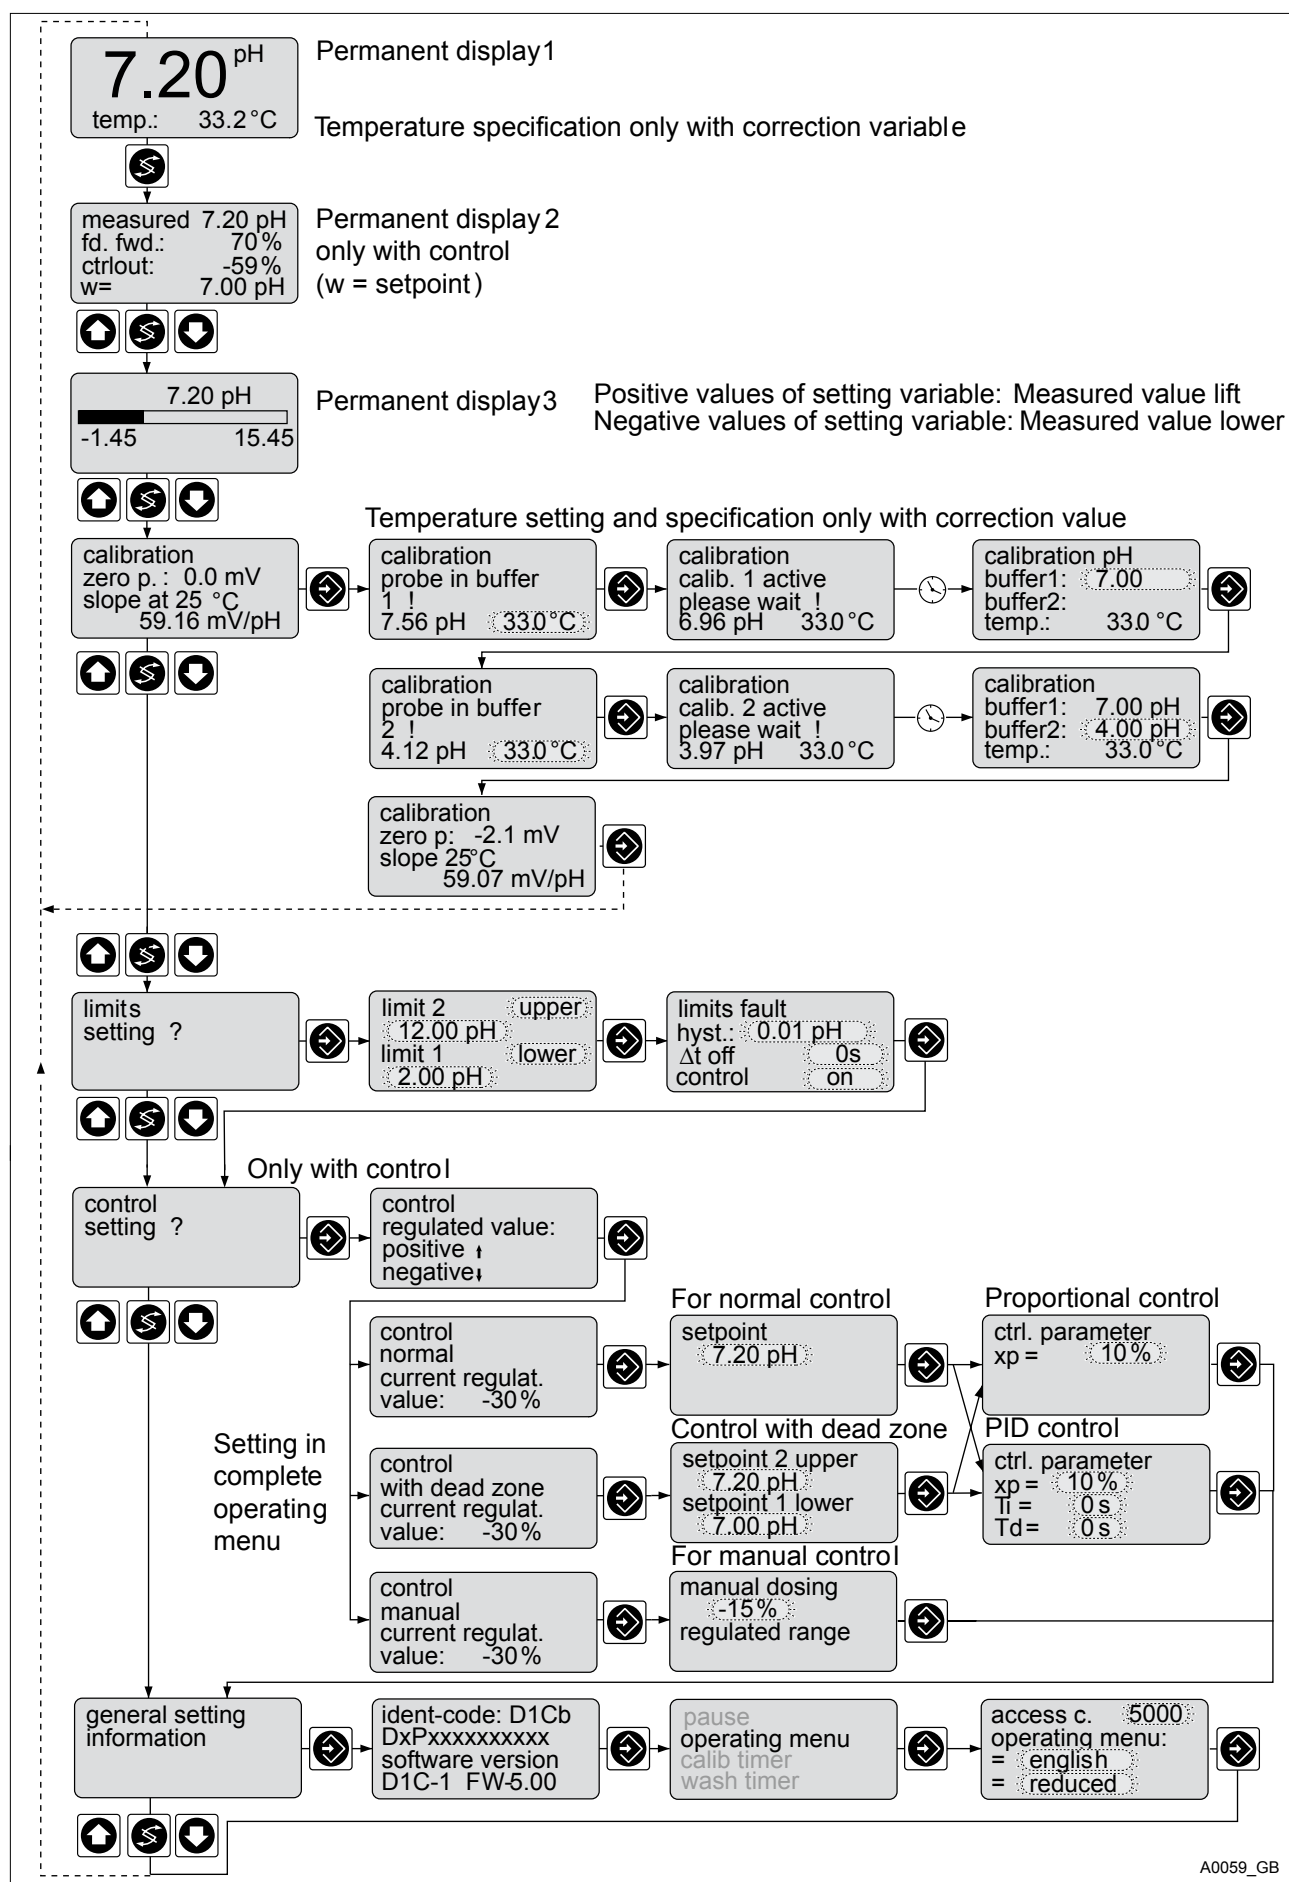 7.20 pH
temp.: 33.2°C
Permanent display1
Temperature specification only with correction variable
measured 7.20 pH
fd. fwd.: 70%
ctrlout: -59%
w= 7.00 pH
Permanent display2
only with control
(w = setpoint)
7.20 pH
-1.45 15.45
Permanent display3
Positive values of setting variable: Measured value lift
Negative values of setting variable: Measured value lower
Temperature setting and specification only with correction value
calibration
zero p. : 0.0 mV
slope at 25 °C
59.16 mV/pH
calibration
probe in buffer
1 !
7.56 pH 33.0°C
calibration
calib. 1 active
please wait !
6.96 pH 33.0°C
calibration pH
buffer1: 7.00
buffer2:
temp.: 33.0 °C
calibration
probe in buffer
2 !
4.12 pH 33.0°C
calibration
calib. 2 active
please wait !
3.97 pH 33.0°C
calibration
buffer1: 7.00 pH
buffer2: 4.00 pH
temp.: 33.0°C
calibration
zero p: -2.1 mV
slope 25°C
59.07 mV/pH
limits
setting ?
limit 2 upper
12.00 pH
limit 1 lower
2.00 pH
limits fault
hyst.: 0.01 pH
Δt off 0s
control on
Only with control
control
setting ?
control
regulated value:
positive ↑
negative↓
Setting in
complete
operating
menu
control
normal
current regulat.
value: -30%
For normal control
setpoint
7.20 pH
Proportional control
ctrl. parameter
xp = 10%
control
with dead zone
current regulat.
value: -30%
Control with dead zone
setpoint 2 upper
7.20 pH
setpoint 1 lower
7.00 pH
PID control
ctrl. parameter
xp = 10%
Ti = 0s
Td= 0s
control
manual
current regulat.
value: -30%
For manual control
manual dosing
-15%
regulated range
general setting
information
ident-code: D1Cb
DxPxxxxxxxxxx
software version
D1C-1 FW-5.00
pause
operating menu
calib timer
wash timer
access c. 5000
operating menu:
= english
= reduced
A0059_GB